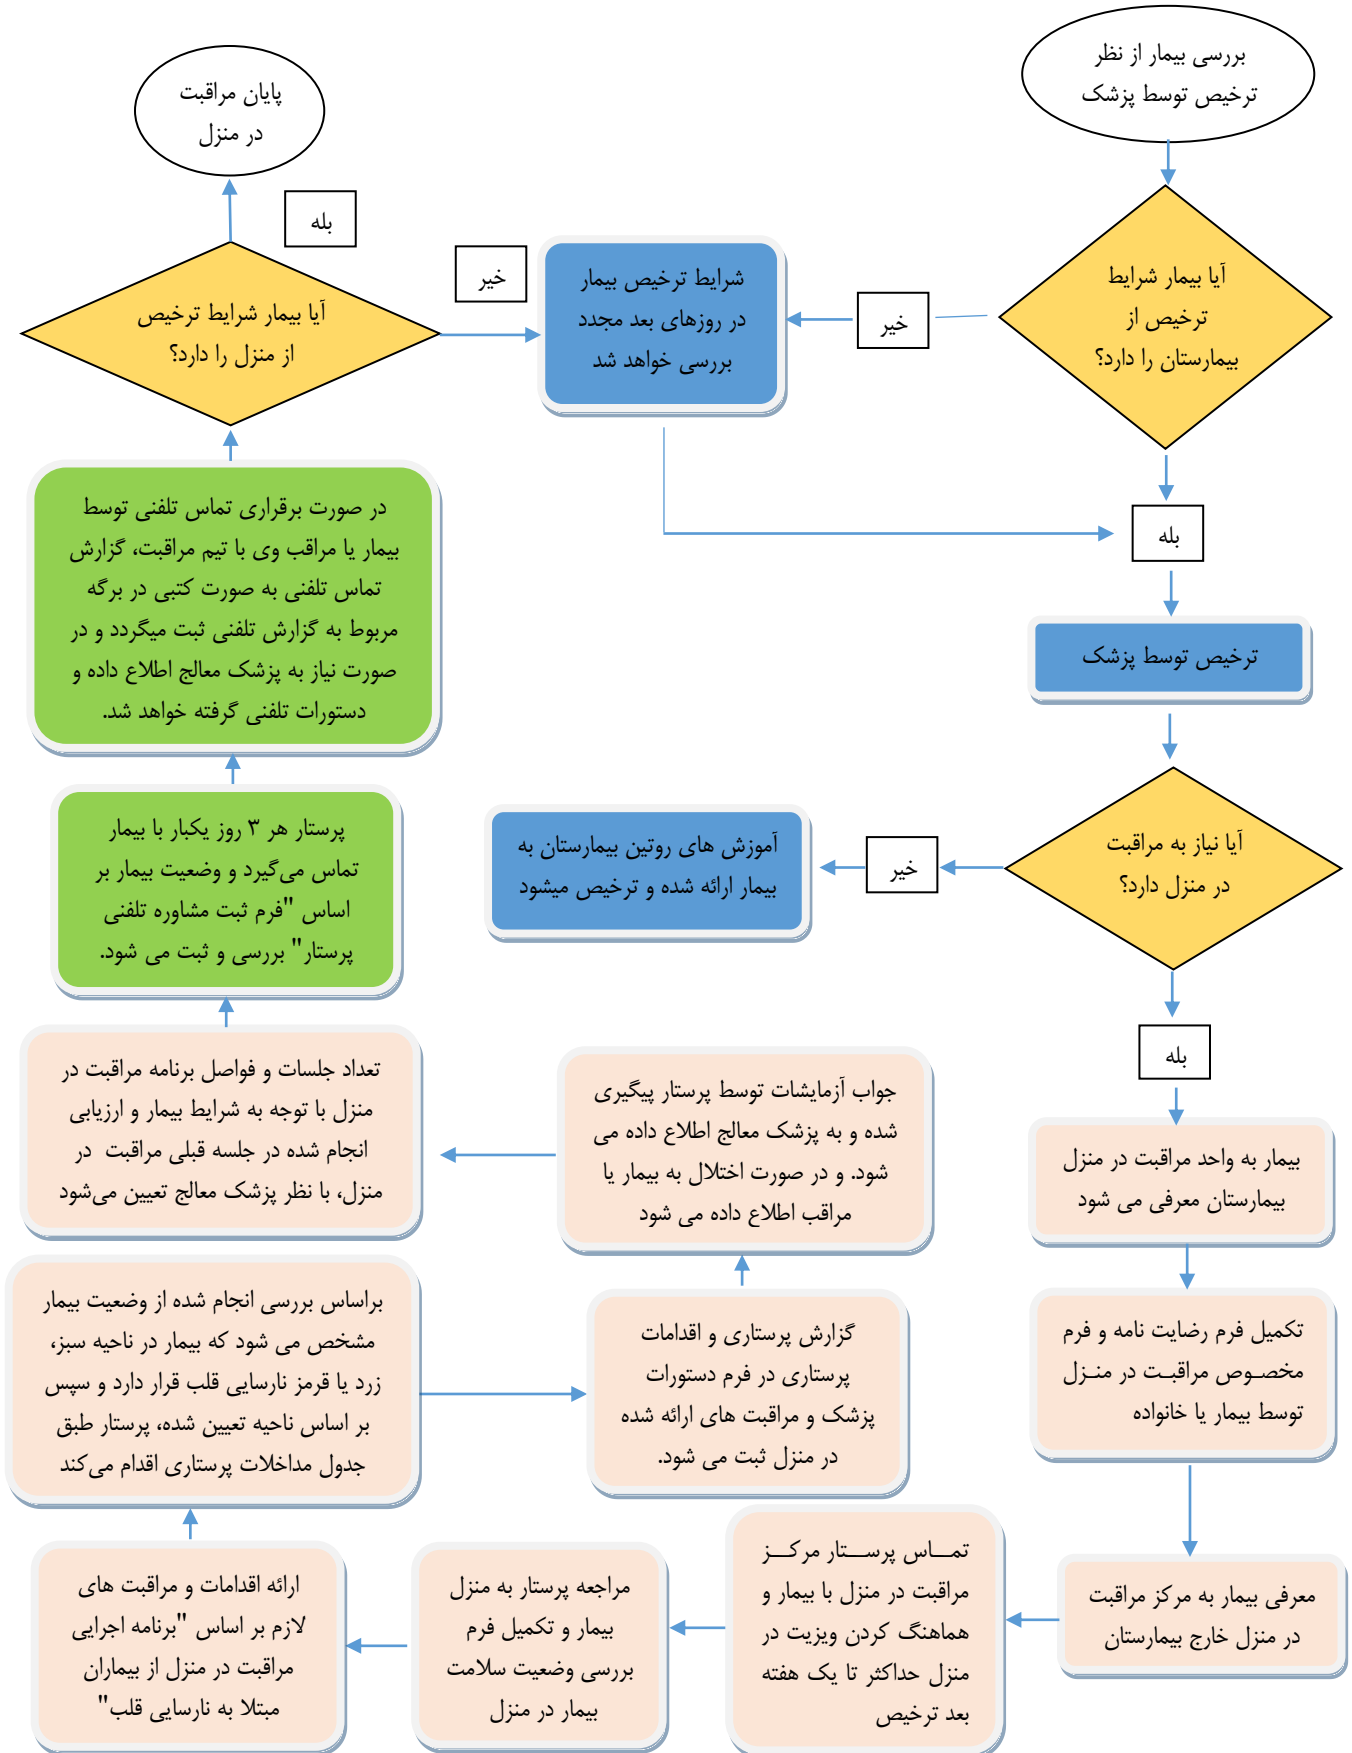 بررسی بیمار از نظر
ترخیص توسط پزشک
آیا بیمار شرایط
ترخیص از
بیمارستان را دارد؟
خیر
شرایط ترخیص بیمار
در روزهای بعد مجدد
بررسی خواهد شد
بله
ترخیص توسط پزشک
آیا نیاز به مراقبت
در منزل دارد؟
خیر
آموزش های روتین بیمارستان به
بیمار ارائه شده و ترخیص میشود
بله
بیمار به واحد مراقبت در منزل
بیمارستان معرفی می شود
تکمیل فرم رضایت نامه و فرم
مخصوص مراقبت در منزل
توسط بیمار یا خانواده
معرفی بیمار به مرکز مراقبت
در منزل خارج بیمارستان
تماس پرستار مرکز
مراقبت در منزل با بیمار و
هماهنگ کردن ویزیت در
منزل حداکثر تا یک هفته
بعد ترخیص
مراجعه پرستار به منزل
بیمار و تکمیل فرم
بررسی وضعیت سلامت
بیمار در منزل
ارائه اقدامات و مراقبت های
لازم بر اساس "برنامه اجرایی
مراقبت در منزل از بیماران
مبتلا به نارسایی قلب"
براساس بررسی انجام شده از وضعیت بیمار
مشخص می شود که بیمار در ناحیه سبز،
زرد یا قرمز نارسایی قلب قرار دارد و سپس
بر اساس ناحیه تعیین شده، پرستار طبق
جدول مداخلات پرستاری اقدام می‌کند
گزارش پرستاری و اقدامات
پرستاری در فرم دستورات
پزشک و مراقبت های ارائه شده
در منزل ثبت می شود.
جواب آزمایشات توسط پرستار پیگیری
شده و به پزشک معالج اطلاع داده می
شود. و در صورت اختلال به بیمار یا
مراقب اطلاع داده می شود
تعداد جلسات و فواصل برنامه مراقبت در
منزل با توجه به شرایط بیمار و ارزیابی
انجام شده در جلسه قبلی مراقبت در
منزل، با نظر پزشک معالج تعیین می‌شود
پرستار هر ۳ روز یکبار با بیمار
تماس می‌گیرد و وضعیت بیمار بر
اساس "فرم ثبت مشاوره تلفنی
پرستار" بررسی و ثبت می شود.
در صورت برقراری تماس تلفنی توسط
بیمار یا مراقب وی با تیم مراقبت، گزارش
تماس تلفنی به صورت کتبی در برگه
مربوط به گزارش تلفنی ثبت میگردد و در
صورت نیاز به پزشک معالج اطلاع داده و
دستورات تلفنی گرفته خواهد شد.
آیا بیمار شرایط ترخیص
از منزل را دارد؟
خیر
بله
پایان مراقبت
در منزل